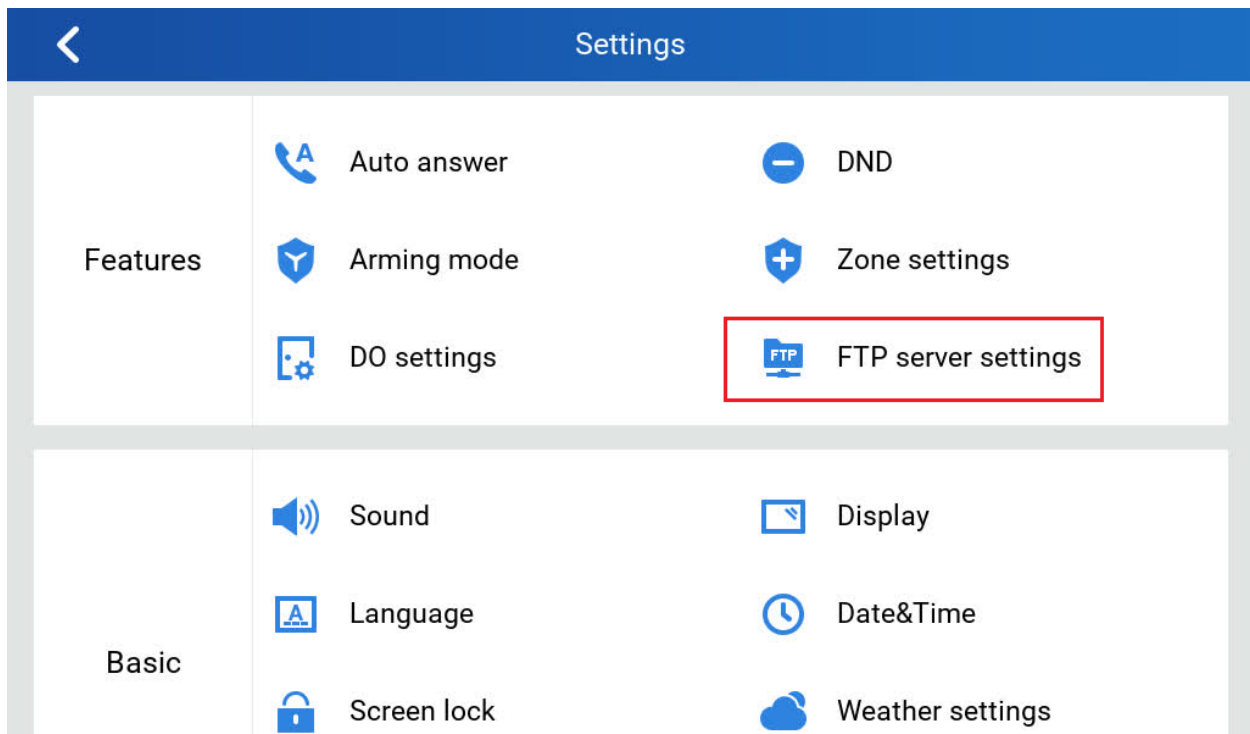 Settings
Features
A Auto answer
DND
Arming mode
Zone settings
DO settings
FTP FTP server settings
Basic
Sound
Display
A Language
Date&Time
Screen lock
Weather settings